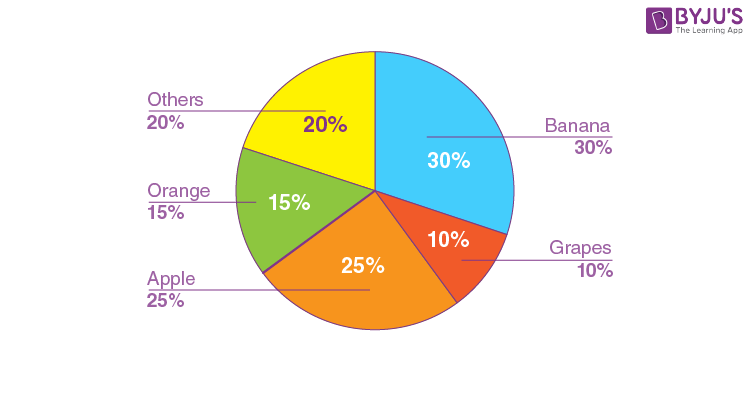 BYJU'S
The Learning App
Others
20%
20%
Banana
30%
30%
Orange
15%
15%
Grapes
10%
10%
Apple
25%
25%